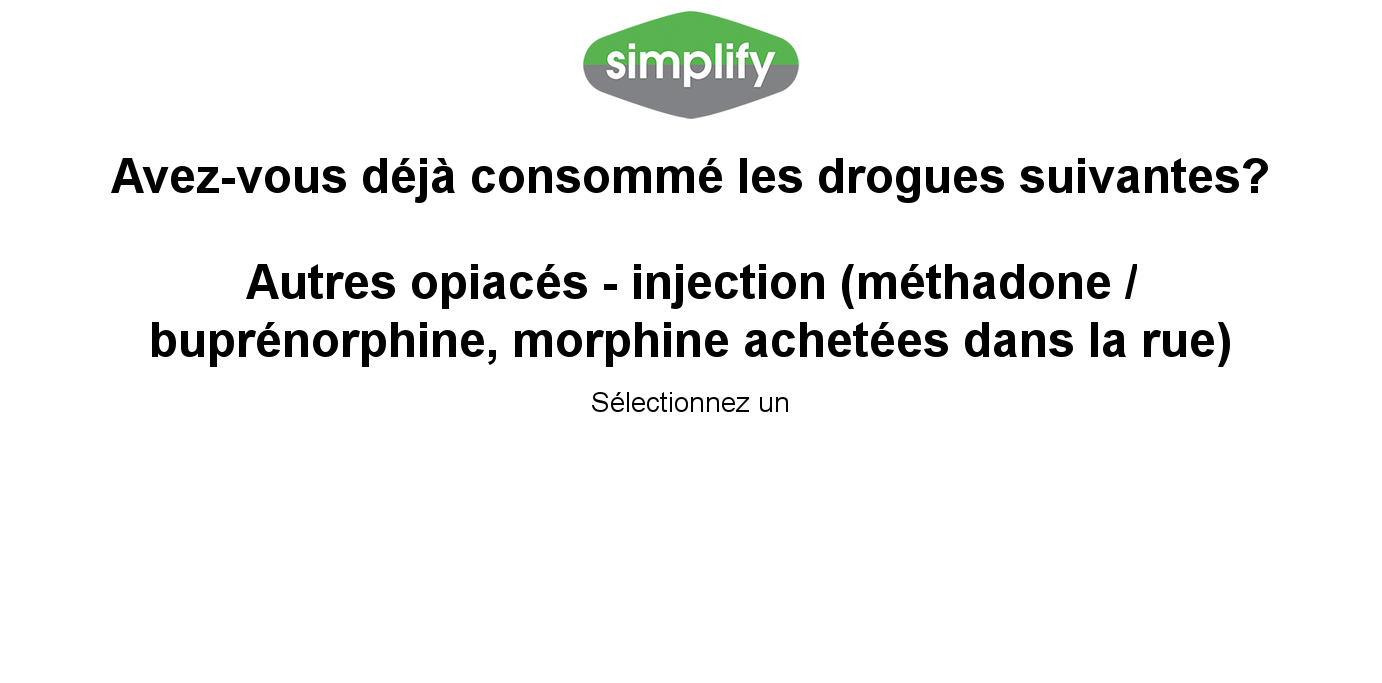 simplify
Avez-vous déjà consommé les drogues suivantes?
Autres opiacés - injection (méthadone /
buprénorphine, morphine achetées dans la rue)
Sélectionnez un